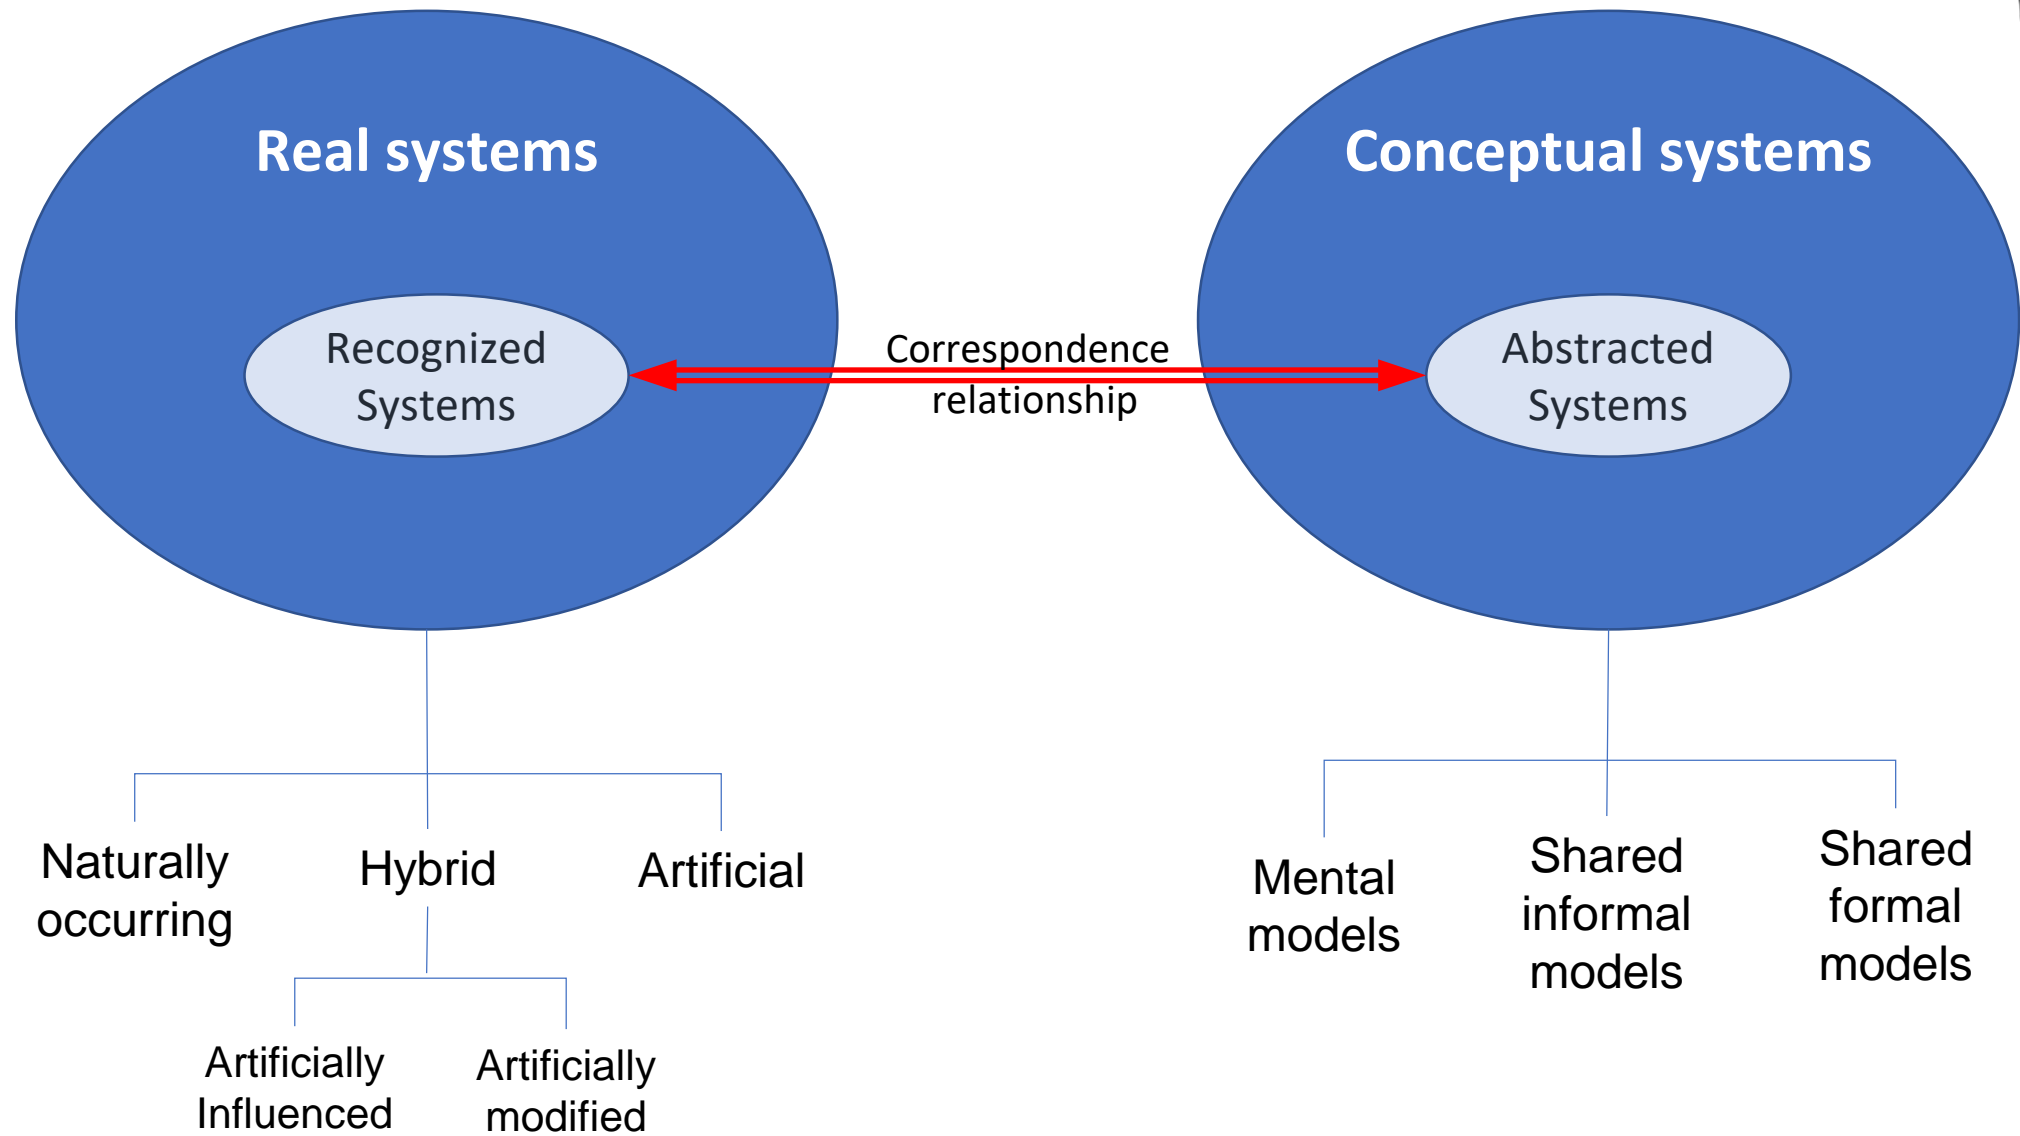 Real systems
Conceptual systems
Recognized
Systems
Correspondence
relationship
Abstracted
Systems
Naturally
occurring
Hybrid
Artificial
Mental
models
Shared
informal
models
Shared
formal
models
Artificially
Influenced
Artificially
modified